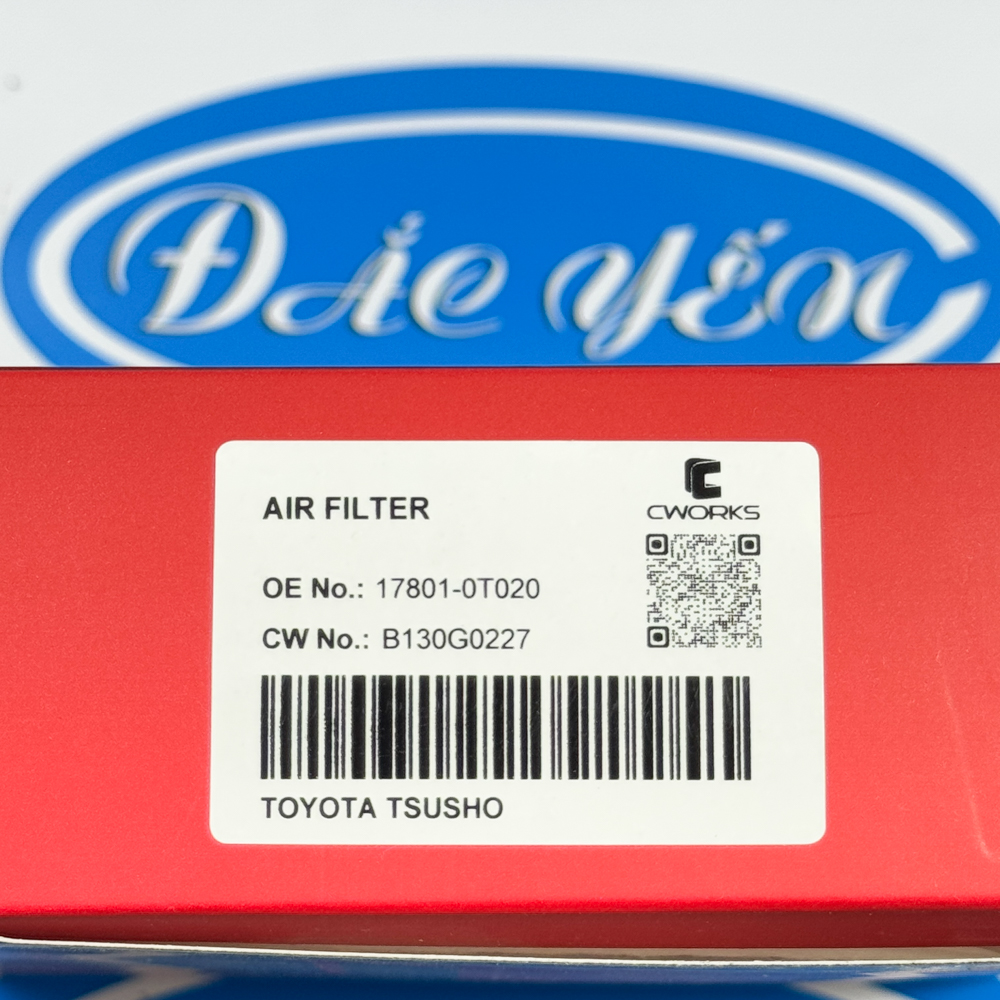 Đắc Yến
AIR FILTER
CWORKS
OE No.: 17801-0T020
CW No.: B130G0227
TOYOTA TSUSHO